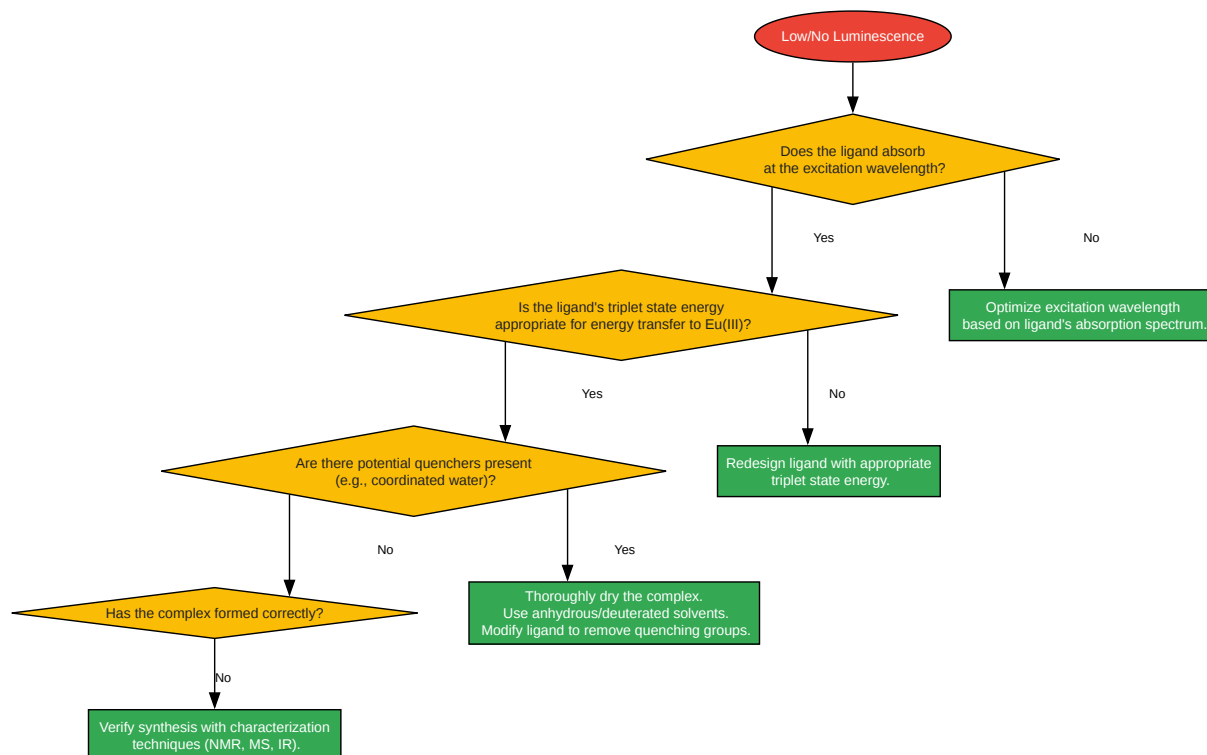 Low/No Luminescence
Does the ligand absorb
at the excitation wavelength?
Yes
No
Is the ligand's triplet state energy
appropriate for energy transfer to Eu(III)?
Optimize excitation wavelength
based on ligand's absorption spectrum.
Yes
No
Are there potential quenchers present
(e.g., coordinated water)?
Redesign ligand with appropriate
triplet state energy.
No
Yes
Has the complex formed correctly?
Thoroughly dry the complex.
Use anhydrous/deuterated solvents.
Modify ligand to remove quenching groups.
No
Verify synthesis with characterization
techniques (NMR, MS, IR).